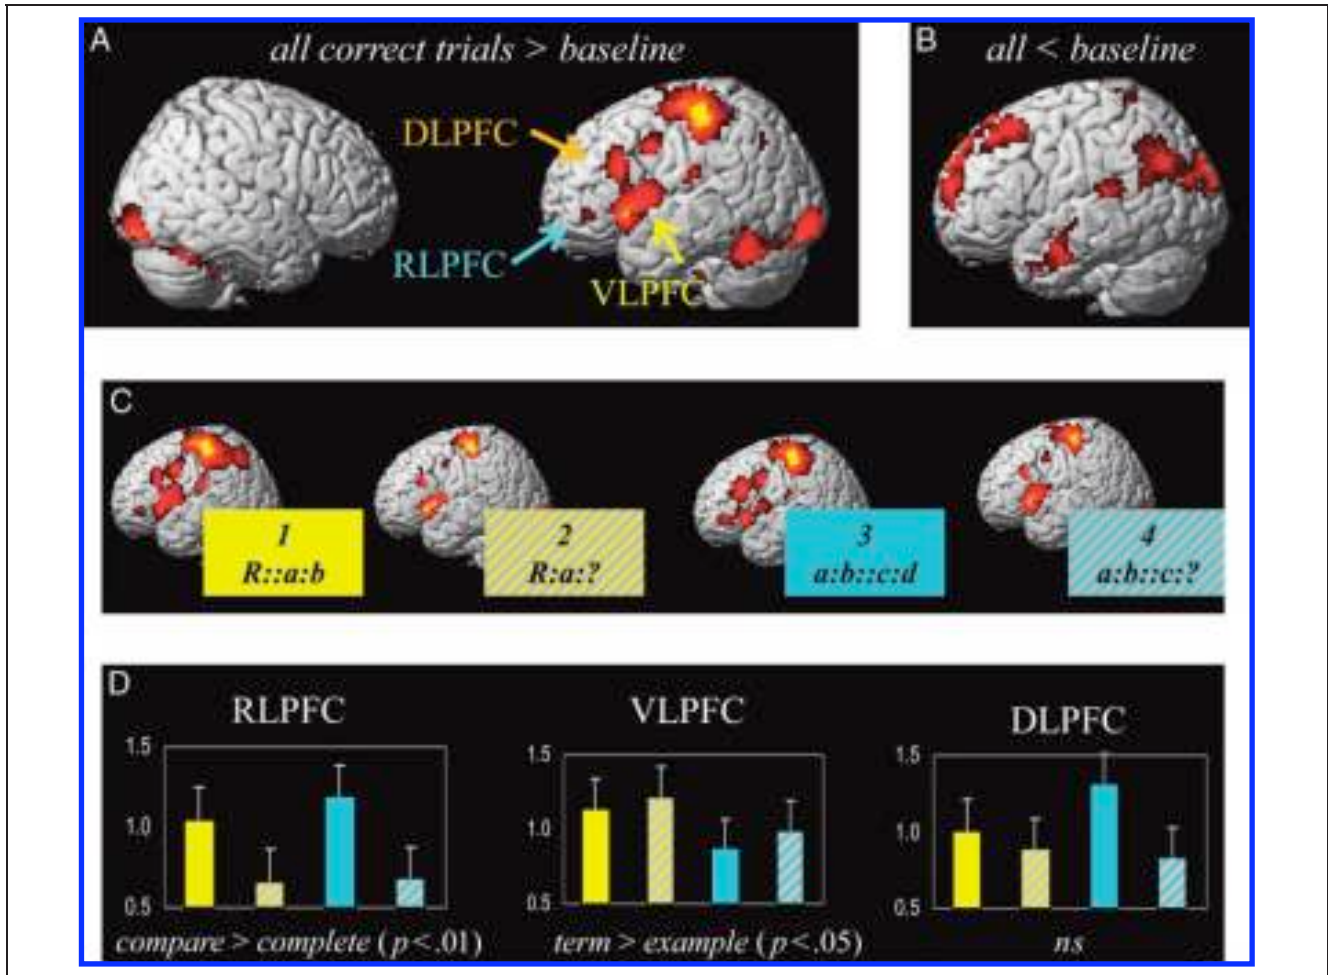 A
all correct trials > baseline
DLPFC
RLPFC
VLPFC
B
all < baseline
C
1
R::a:b
2
R:a:?
3
a:b::c:d
4
a:b::c:?
D
RLPFC
1.5
1.0
0.5
compare > complete (p<.01)
VLPFC
1.5
1.0
0.5
term > example (p<.05)
DLPFC
1.5
1.0
0.5
ns